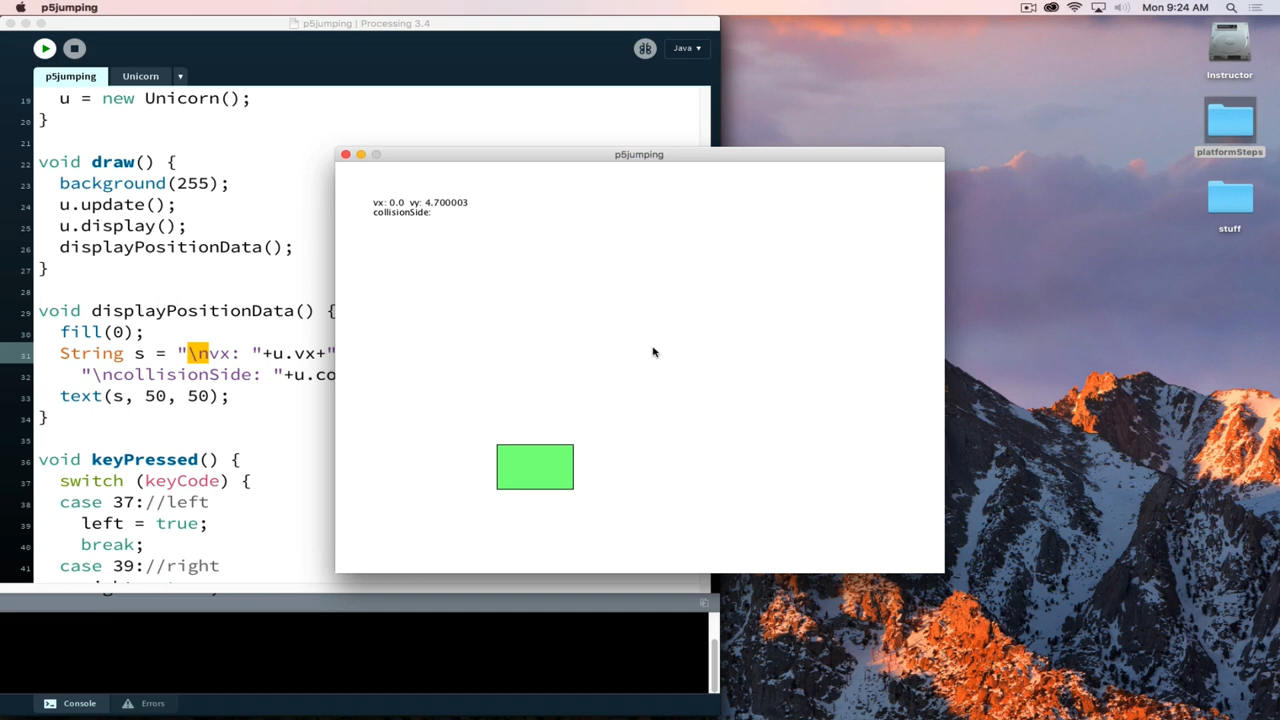 p5jumping
Mon 9:24 AM
p5jumping | Processing 3.4
Java
p5jumping
Unicorn
19 u = new Unicorn();
20 }
21
22 void draw() {
23 background(255);
24 u.update();
25 u.display();
26 displayPositionData();
27 }
28
29 void displayPositionData() {
30 fill(0);
31 String s = "\nvx: "+u.vx+"
32 "\ncollisionSide: "+u.co
33 text(s, 50, 50);
34 }
35
36 void keyPressed() {
37 switch (keyCode) {
38 case 37://left
39 left = true;
40 break;
41 case 39://right
p5jumping
vx: 0.0 vy: 4.700003
collisionSide:
Console
Errors
Instructor
platformSteps
stuff